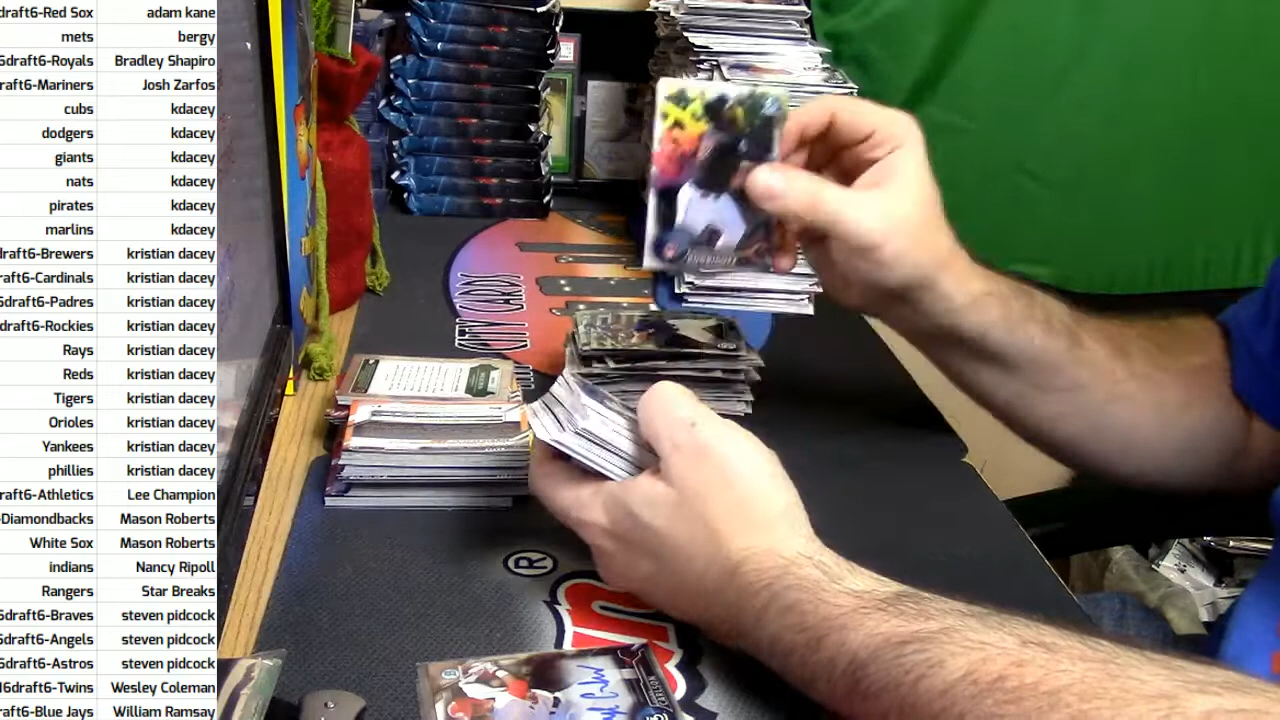 draft6-Red Sox adam kane
mets bergy
6draft6-Royals Bradley Shapiro
raft6-Mariners Josh Zarfos
cubs kdacey
dodgers kdacey
giants kdacey
nats kdacey
pirates kdacey
marlins kdacey
draft6-Brewers kristian dacey
raft6-Cardinals kristian dacey
6draft6-Padres kristian dacey
draft6-Rockies kristian dacey
Rays kristian dacey
Reds kristian dacey
Tigers kristian dacey
Orioles kristian dacey
Yankees kristian dacey
phillies kristian dacey
raft6-Athletics Lee Champion
-Diamondbacks Mason Roberts
White Sox Mason Roberts
indians Nancy Ripoll
Rangers Star Breaks
6draft6-Braves steven pidcock
6draft6-Angels steven pidcock
6draft6-Astros steven pidcock
16draft6-Twins Wesley Coleman
raft6-Blue Jays William Ramsay
CITY CARDS
®
CARLSON